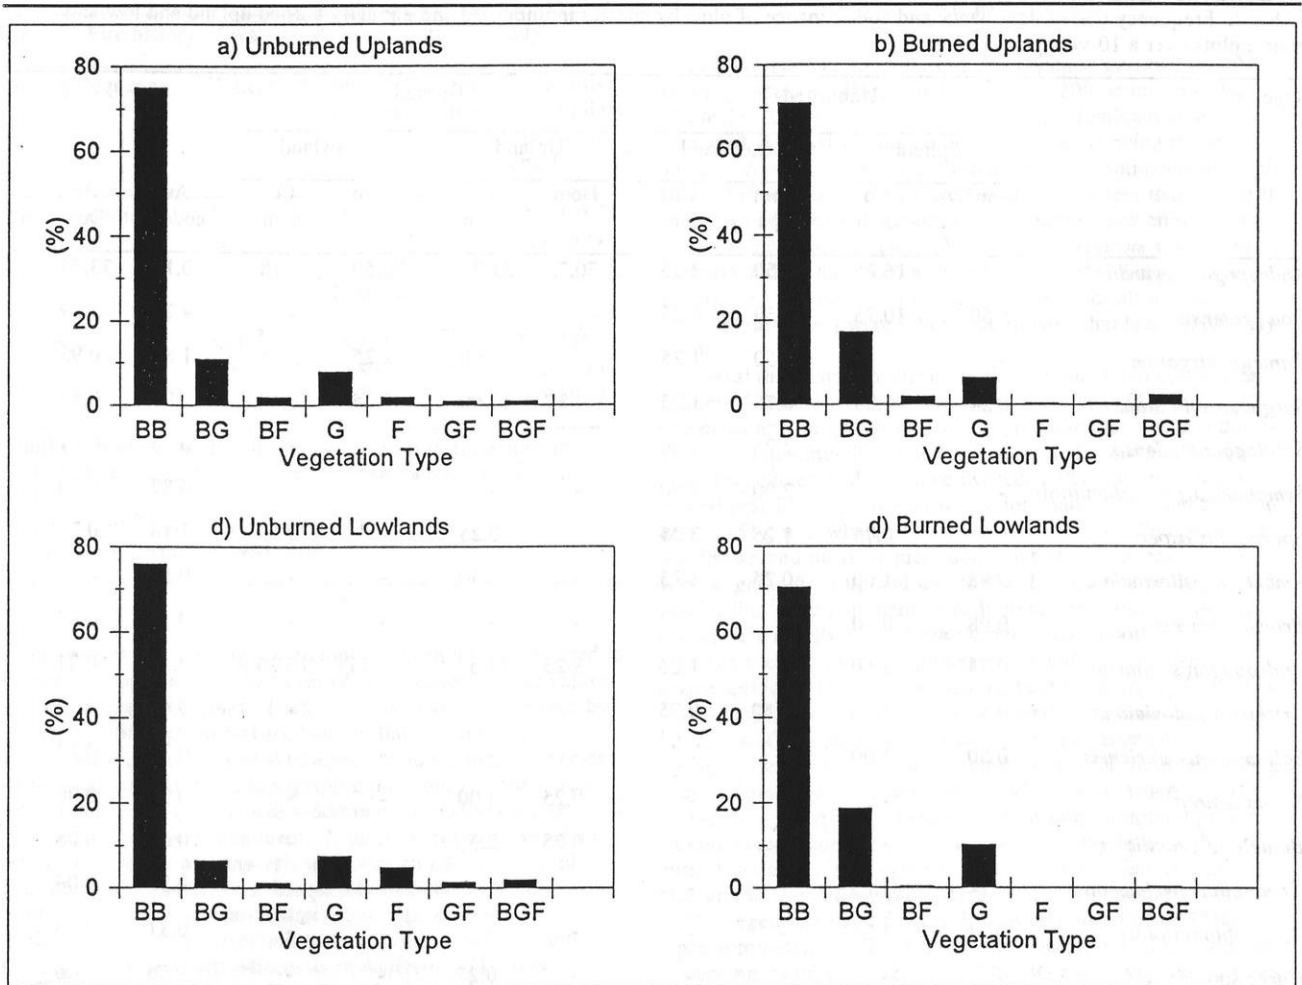 a) Unburned Uplands
80
60
40
20
0
(%)
BB BG BF G F GF BGF
Vegetation Type
b) Burned Uplands
80
60
40
20
0
(%)
BB BG BF G F GF BGF
Vegetation Type
d) Unburned Lowlands
80
60
40
20
0
(%)
BB BG BF G F GF BGF
Vegetation Type
d) Burned Lowlands
80
60
40
20
0
(%)
BB BG BF G F GF BGF
Vegetation Type